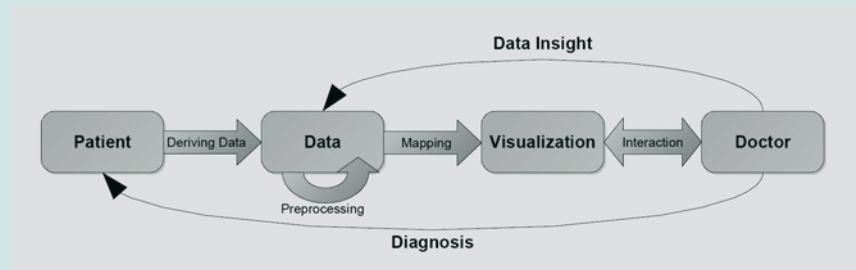 Data Insight
Patient
Deriving Data
Data
Mapping
Visualization
Interaction
Doctor
Preprocessing
Diagnosis